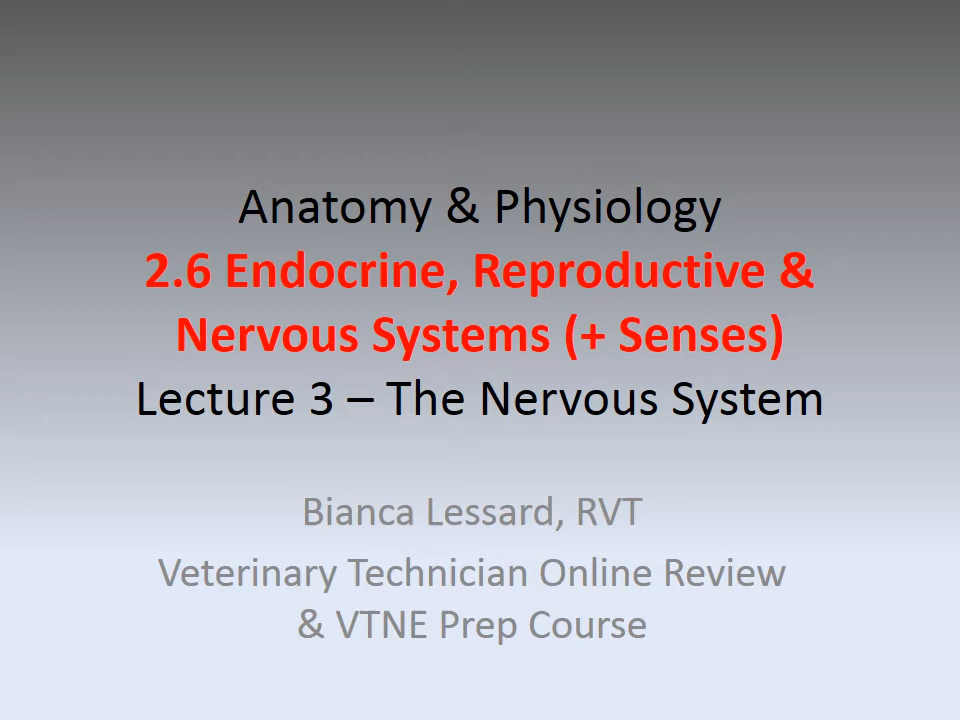 Anatomy & Physiology
2.6 Endocrine, Reproductive &
Nervous Systems (+ Senses)
Lecture 3 – The Nervous System
Bianca Lessard, RVT
Veterinary Technician Online Review
& VTNE Prep Course